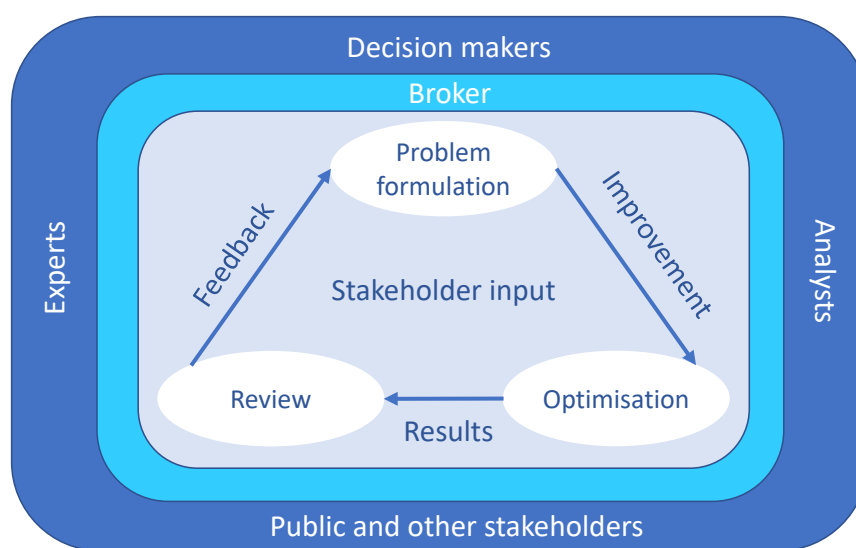 Decision makers
Broker
Problem
formulation
Feedback
Improvement
Experts
Stakeholder input
Analysts
Review
Optimisation
Results
Public and other stakeholders